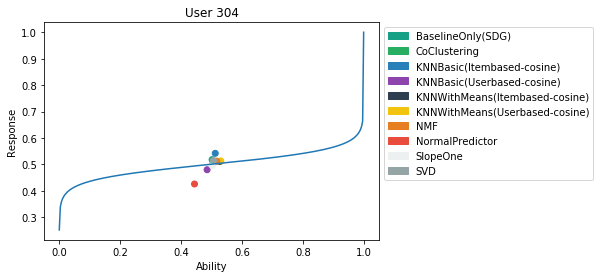 User 304
1.0
0.9
0.8
0.7
0.6
0.5
0.4
0.3
Response
0.0 0.2 0.4 0.6 0.8 1.0
Ability
BaselineOnly(SDG)
CoClustering
KNNBasic(Itembased-cosine)
KNNBasic(Userbased-cosine)
KNNWithMeans(Itembased-cosine)
KNNWithMeans(Userbased-cosine)
NMF
NormalPredictor
SlopeOne
SVD